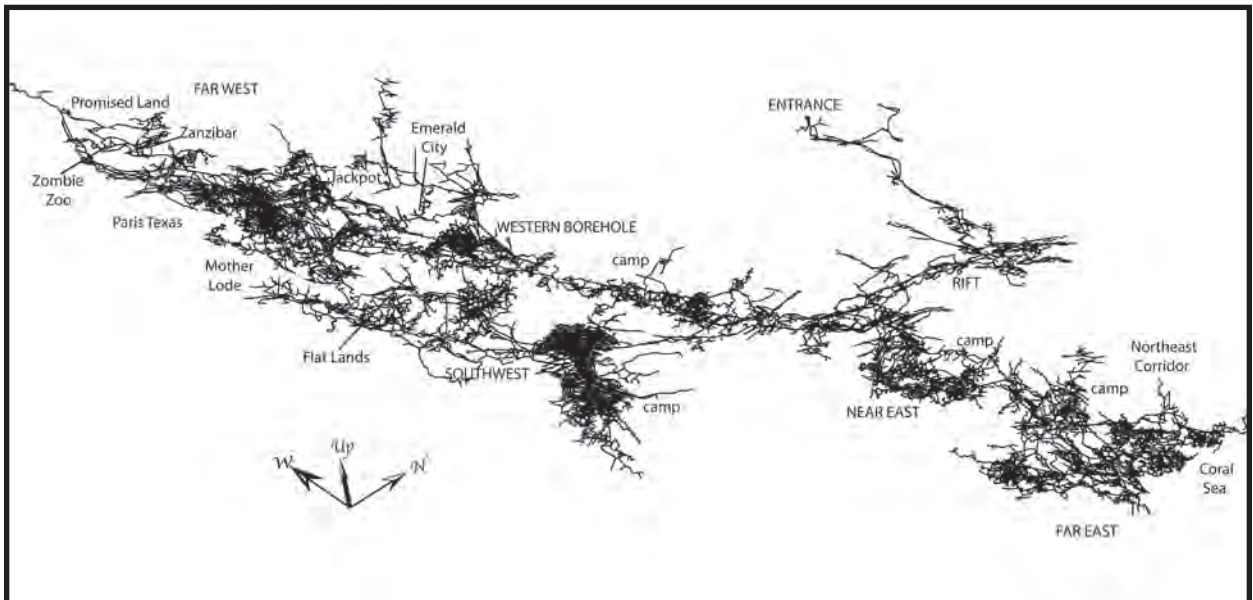 FAR WEST
Promised Land
Zanzibar
Emerald
City
ENTRANCE
Zombie
Zoo
Jackpot
Paris Texas
WESTERN BOREHOLE
camp
Mother
Lode
RIFT
Flat Lands
SOUTHWEST
camp
camp
Northeast
Corridor
camp
NEAR EAST
Coral
Sea
FAR EAST
W
Up
N